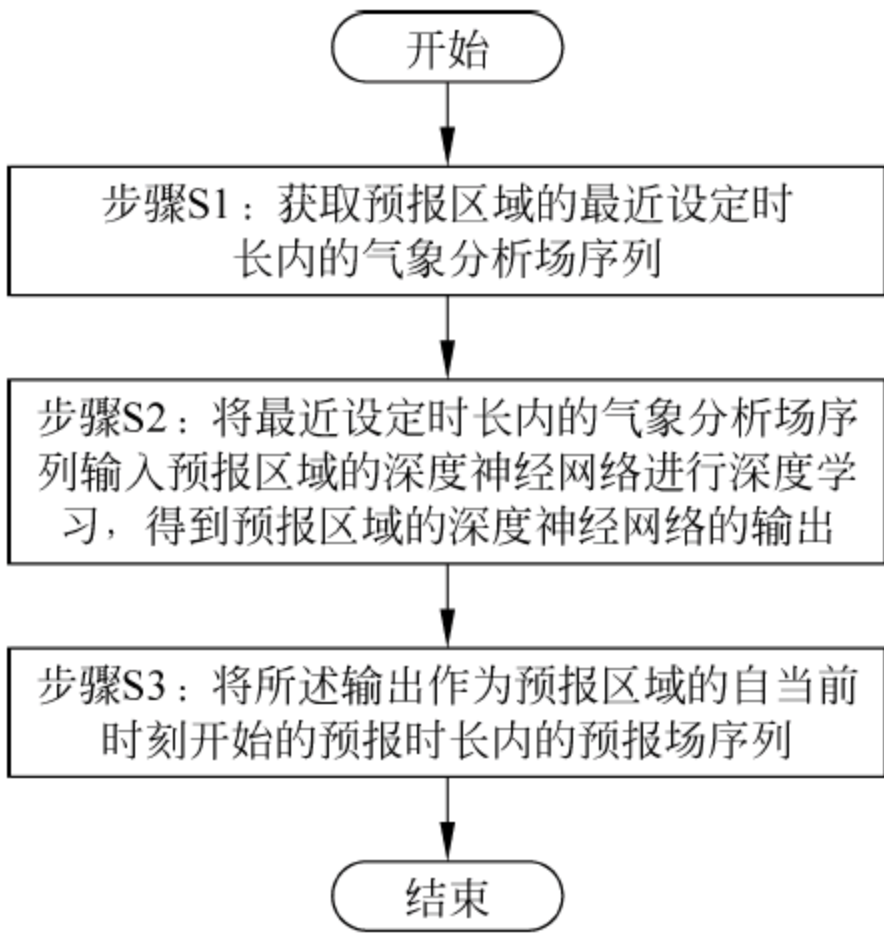 开始
步骤S1：获取预报区域的最近设定时
长内的气象分析场序列
步骤S2：将最近设定时长内的气象分析场序
列输入预报区域的深度神经网络进行深度学
习，得到预报区域的深度神经网络的输出
步骤S3：将所述输出作为预报区域的自当前
时刻开始的预报时长内的预报场序列
结束